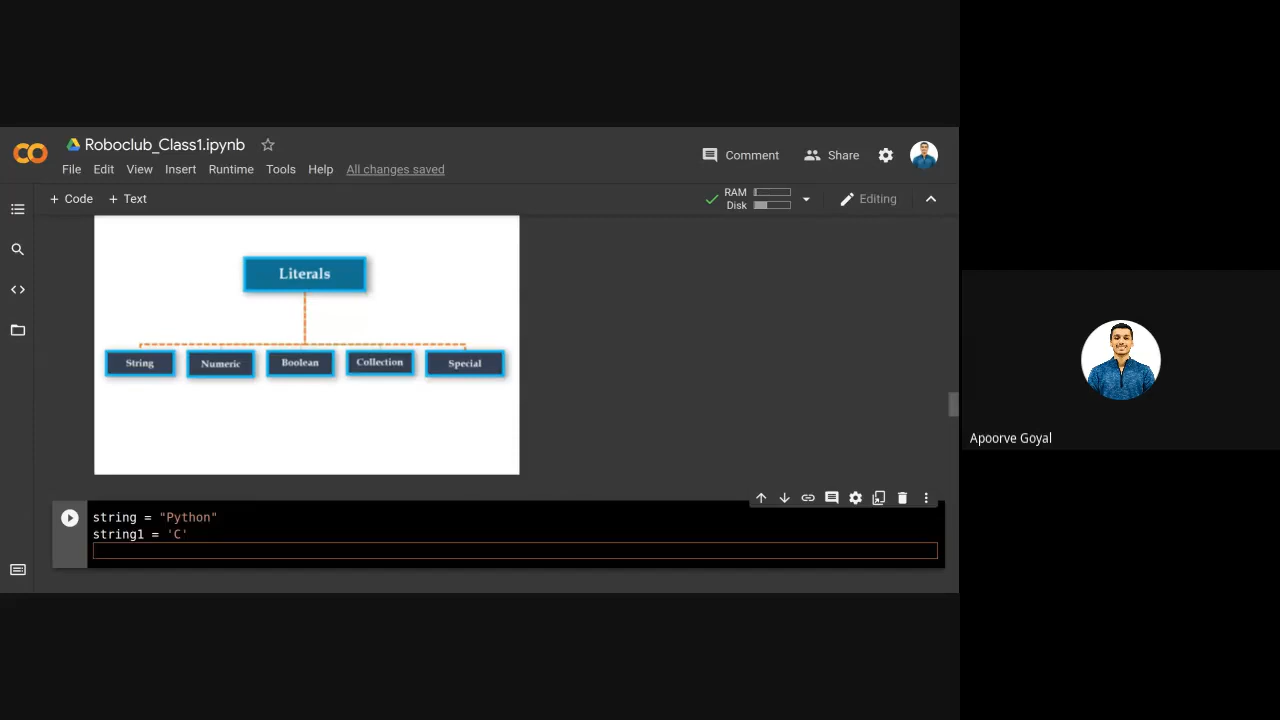 Roboclub_Class1.ipynb
File Edit View Insert Runtime Tools Help All changes saved
Comment Share
+ Code + Text
RAM
Disk
Editing
Literals
String Numeric Boolean Collection Special
string = "Python"
string1 = 'C'
Apoorve Goyal